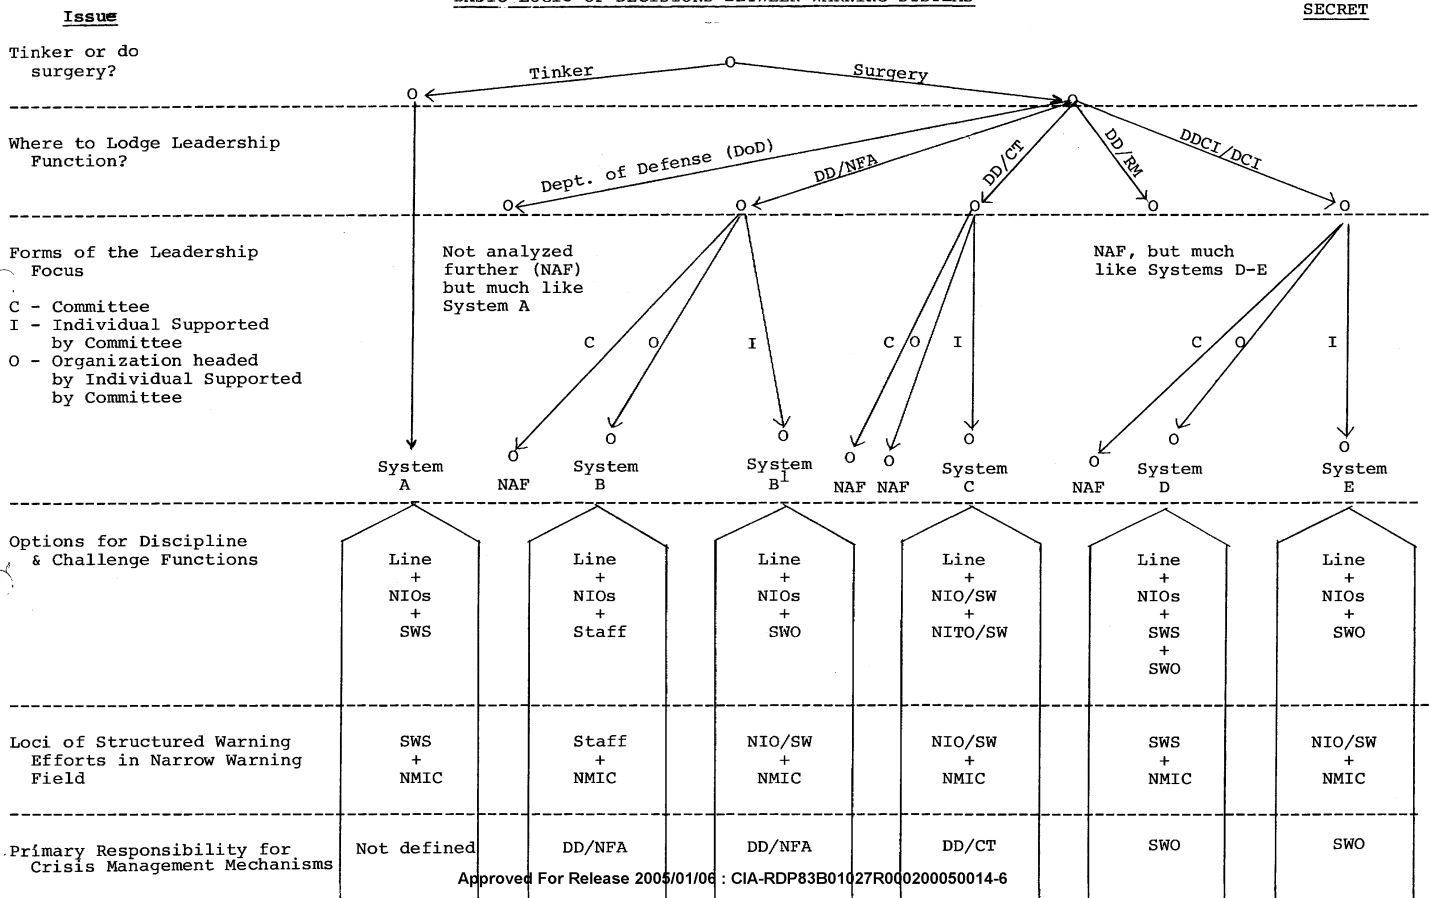 BASIC LOGIC OF DECISIONS BETWEEN WARNING SYSTEMS
SECRET
Issue
Tinker or do
surgery?
Tinker
Surgery
Where to Lodge Leadership
Function?
Dept. of Defense (DoD)
DD/NFA
DD/CT
DD/RM
DDCI/DCI
Forms of the Leadership
Focus
C - Committee
I - Individual Supported
by Committee
O - Organization headed
by Individual Supported
by Committee
Not analyzed
further (NAF)
but much like
System A
NAF, but much
like Systems D-E
C O I C O I C O I
System
A
NAF
System
B
System
B1
NAF NAF
System
C
NAF
System
D
System
E
Options for Discipline
& Challenge Functions
Line
+
NIOs
+
SWS
Line
+
NIOs
+
Staff
Line
+
NIOs
+
SWO
Line
+
NIO/SW
+
NITO/SW
Line
+
NIOs
+
SWS
+
SWO
Line
+
NIOs
+
SWO
Loci of Structured Warning
Efforts in Narrow Warning
Field
SWS
+
NMIC
Staff
+
NMIC
NIO/SW
+
NMIC
NIO/SW
+
NMIC
SWS
+
NMIC
NIO/SW
+
NMIC
Primary Responsibility for
Crisis Management Mechanisms
Not defined
DD/NFA
DD/NFA
DD/CT
SWO
SWO
Approved For Release 2005/01/06 : CIA-RDP83B01027R000200050014-6